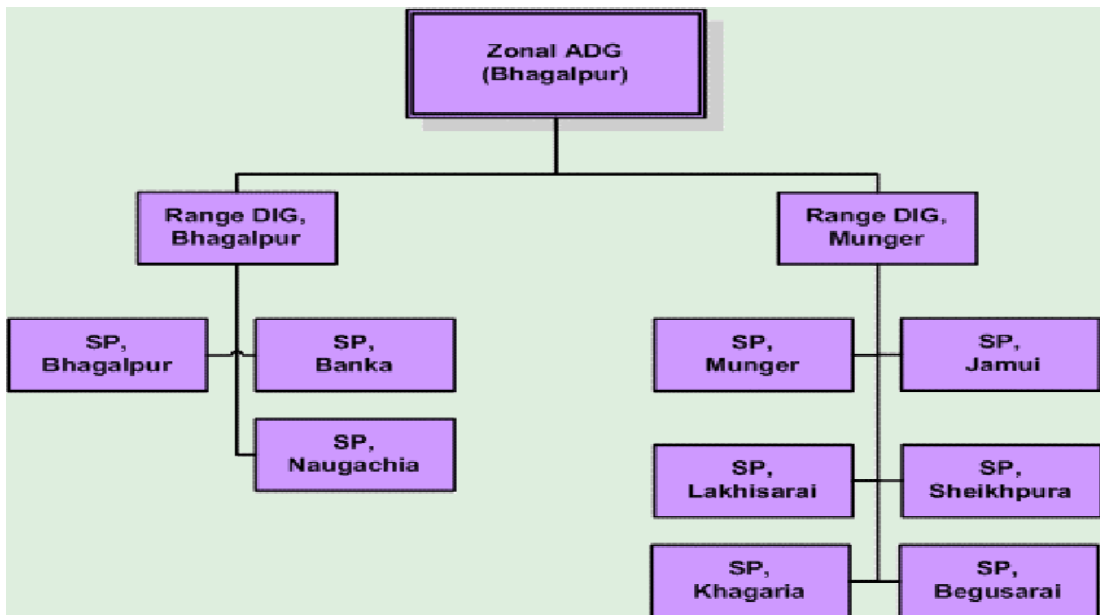 Zonal ADG
(Bhagalpur)
Range DIG,
Bhagalpur
Range DIG,
Munger
SP,
Bhagalpur
SP,
Banka
SP,
Munger
SP,
Jamui
SP,
Naugachia
SP,
Lakhisarai
SP,
Sheikhpura
SP,
Khagaria
SP,
Begusarai